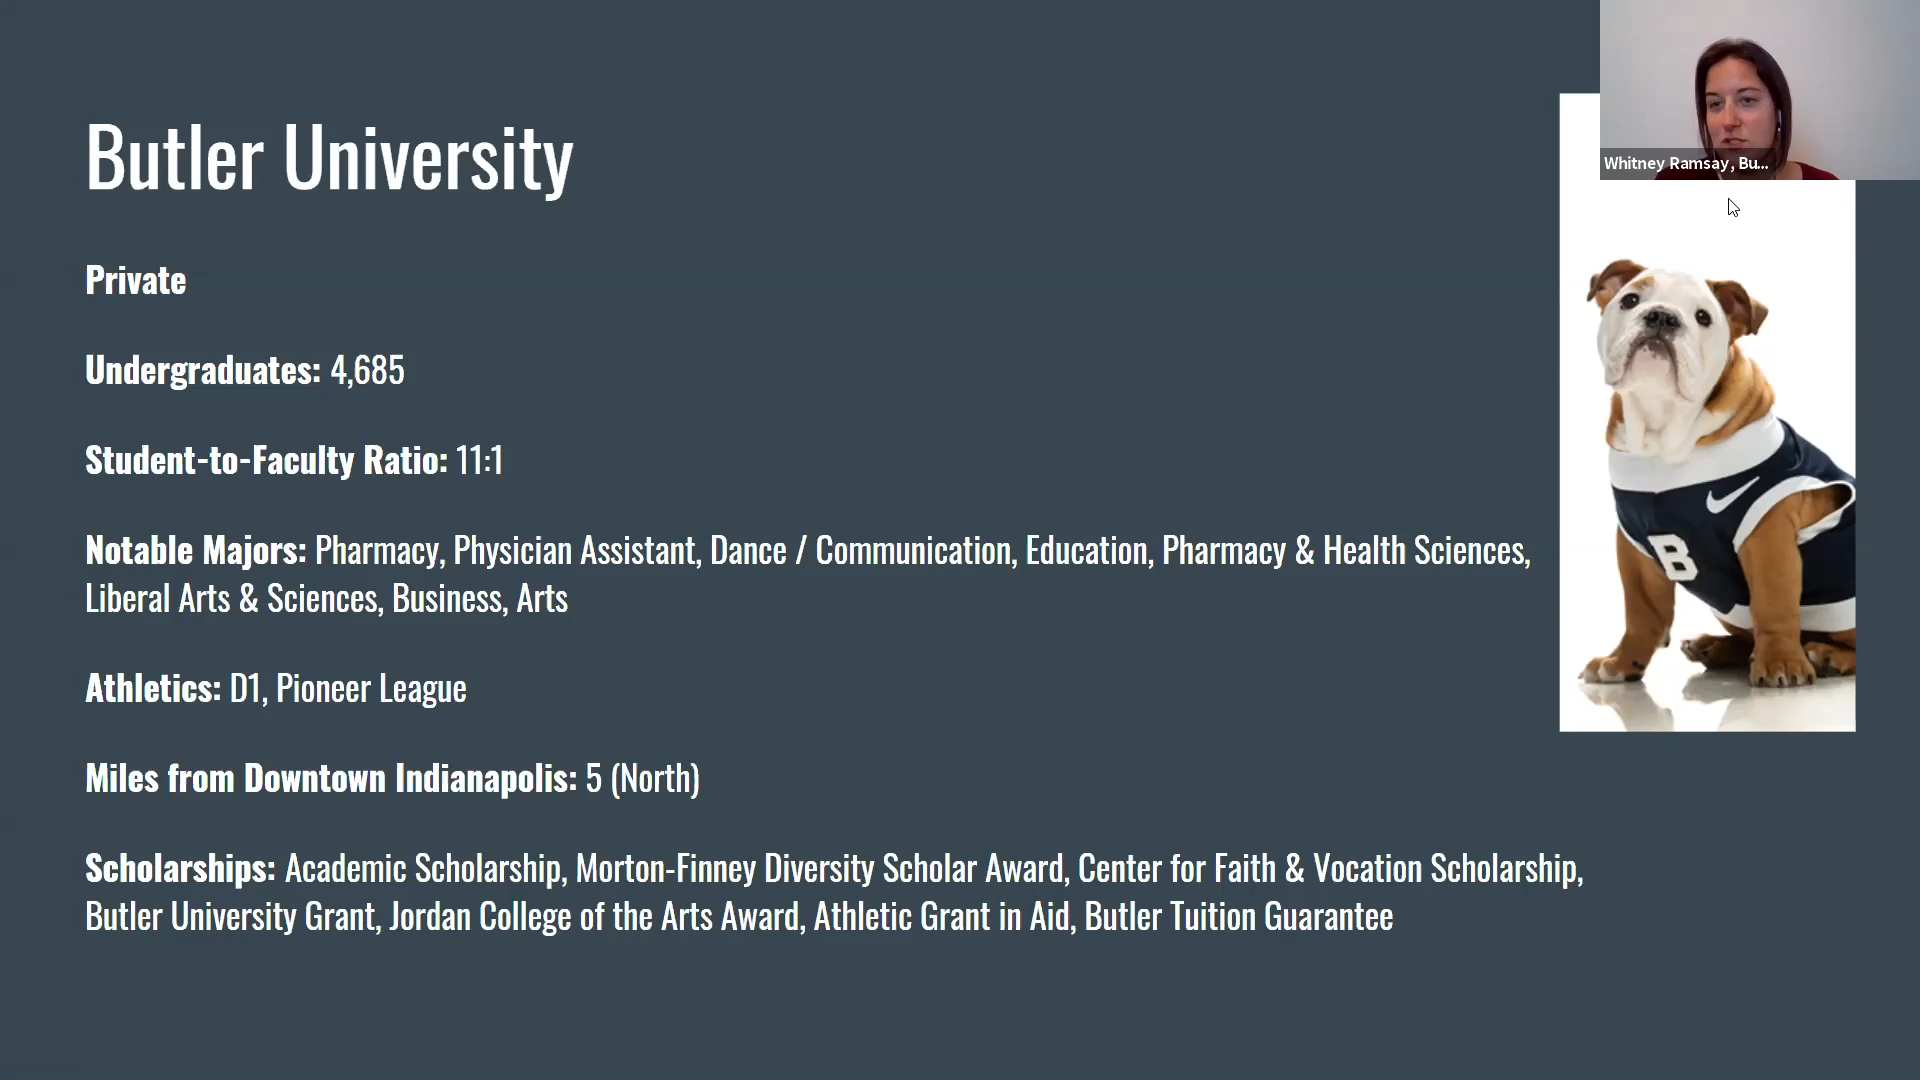 Butler University
Whitney Ramsay, Bu...
Private
Undergraduates: 4,685
Student-to-Faculty Ratio: 11:1
Notable Majors: Pharmacy, Physician Assistant, Dance / Communication, Education, Pharmacy & Health Sciences,
Liberal Arts & Sciences, Business, Arts
B
Athletics: D1, Pioneer League
Miles from Downtown Indianapolis: 5 (North)
Scholarships: Academic Scholarship, Morton-Finney Diversity Scholar Award, Center for Faith & Vocation Scholarship,
Butler University Grant, Jordan College of the Arts Award, Athletic Grant in Aid, Butler Tuition Guarantee